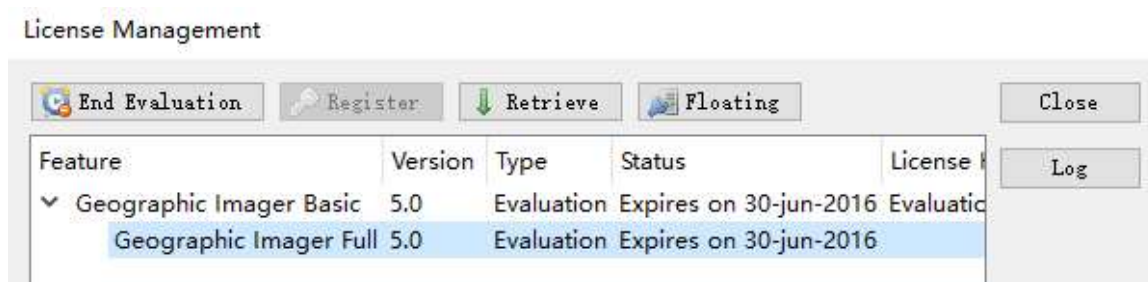 License Management
End Evaluation Register Retrieve Floating Close
Feature Version Type Status License Log
Geographic Imager Basic 5.0 Evaluation Expires on 30-jun-2016
Geographic Imager Full 5.0 Evaluation Expires on 30-jun-2016